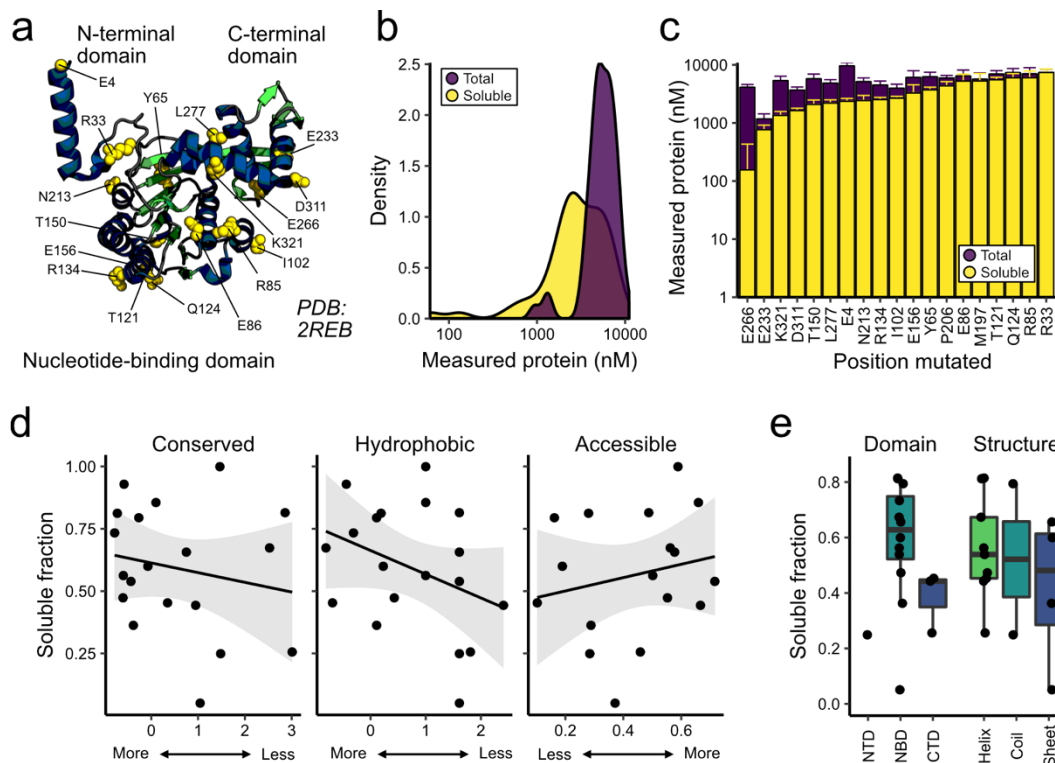 a
N-terminal
domain
C-terminal
domain
E4
Y65
L277
R33
E233
N213
D311
T150
E266
E156
K321
R134
I102
R85
Q124
T121
E86
PDB:
2REB
Nucleotide-binding domain
b
Total
Soluble
2.5
2.0
1.5
1.0
0.5
0.0
Density
100
1000
10000
Measured protein (nM)
c
10000
1000
100
10
1
Measured protein (nM)
Total
Soluble
E266
E233
K321
D311
T150
L277
E4
N213
R134
I102
E156
Y65
P206
E86
M197
T121
Q124
R85
R33
Position mutated
d
Conserved
Hydrophobic
Accessible
1.00
0.75
0.50
0.25
Soluble fraction
0 1 2 3
0 1 2
0.2 0.4 0.6
More Less
More Less
Less More
e
Domain
Structure
0.8
0.6
0.4
0.2
0.0
Soluble fraction
NTD
NBD
CTD
Helix
Coil
Sheet